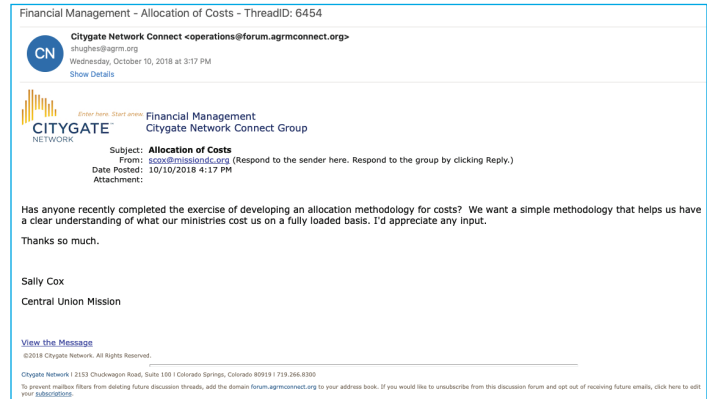 Financial Management - Allocation of Costs - ThreadID: 6454
CN
Citygate Network Connect <operations@forum.agrmconnect.org>
shughes@agrm.org
Wednesday, October 10, 2018 at 3:17 PM
Show Details
Enter here. Start anew.
CITYGATE™
NETWORK
Financial Management
Citygate Network Connect Group
Subject: Allocation of Costs
From: scox@missiondc.org (Respond to the sender here. Respond to the group by clicking Reply.)
Date Posted: 10/10/2018 4:17 PM
Attachment:
Has anyone recently completed the exercise of developing an allocation methodology for costs?  We want a simple methodology that helps us have
a clear understanding of what our ministries cost us on a fully loaded basis. I'd appreciate any input.
Thanks so much.
Sally Cox
Central Union Mission
View the Message
©2018 Citygate Network. All Rights Reserved.
Citygate Network I 2153 Chuckwagon Road, Suite 100 I Colorado Springs, Colorado 80919 I 719.266.8300
To prevent mailbox filters from deleting future discussion threads, add the domain forum.agrmconnect.org to your address book. If you would like to unsubscribe from this discussion forum and opt out of receiving future emails, click here to edit
your subscriptions.